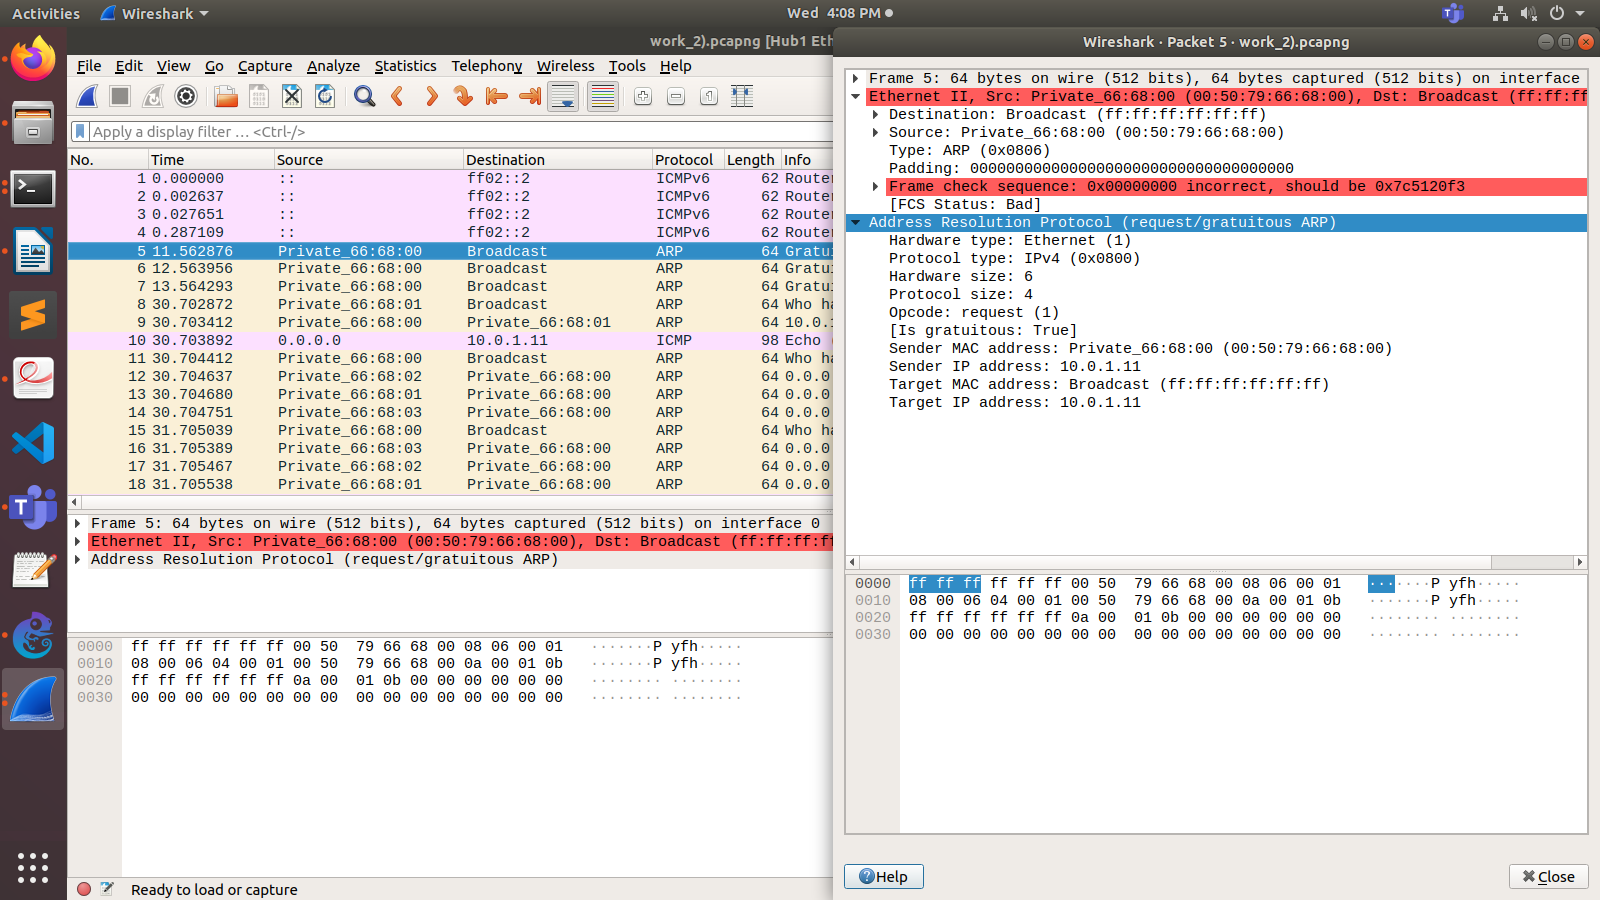 Activities Wireshark Wed 4:08 PM
work_2).pcapng [Hub1 Eth
File Edit View Go Capture Analyze Statistics Telephony Wireless Tools Help
Apply a display filter … <Ctrl-/>
No. Time Source Destination Protocol Length Info
1 0.000000 :: ff02::2 ICMPv6 62 Router
2 0.002637 :: ff02::2 ICMPv6 62 Router
3 0.027651 :: ff02::2 ICMPv6 62 Router
4 0.287109 :: ff02::2 ICMPv6 62 Router
5 11.562876 Private_66:68:00 Broadcast ARP 64 Gratui
6 12.563956 Private_66:68:00 Broadcast ARP 64 Gratui
7 13.564293 Private_66:68:00 Broadcast ARP 64 Gratui
8 30.702872 Private_66:68:01 Broadcast ARP 64 Who ha
9 30.703412 Private_66:68:00 Private_66:68:01 ARP 64 10.0.1
10 30.703892 0.0.0.0 10.0.1.11 ICMP 98 Echo (
11 30.704412 Private_66:68:00 Broadcast ARP 64 Who ha
12 30.704637 Private_66:68:02 Private_66:68:00 ARP 64 0.0.0
13 30.704680 Private_66:68:01 Private_66:68:00 ARP 64 0.0.0
14 30.704751 Private_66:68:03 Private_66:68:00 ARP 64 0.0.0
15 31.705039 Private_66:68:00 Broadcast ARP 64 Who ha
16 31.705389 Private_66:68:03 Private_66:68:00 ARP 64 0.0.0
17 31.705467 Private_66:68:02 Private_66:68:00 ARP 64 0.0.0
18 31.705538 Private_66:68:01 Private_66:68:00 ARP 64 0.0.0
Frame 5: 64 bytes on wire (512 bits), 64 bytes captured (512 bits) on interface 0
Ethernet II, Src: Private_66:68:00 (00:50:79:66:68:00), Dst: Broadcast (ff:ff:ff:ff
Address Resolution Protocol (request/gratuitous ARP)
0000 ff ff ff ff ff ff 00 50 79 66 68 00 08 06 00 01 ·······P yfh·····
0010 08 00 06 04 00 01 00 50 79 66 68 00 0a 00 01 0b ·······P yfh·····
0020 ff ff ff ff ff ff 0a 00 01 0b 00 00 00 00 00 00 ········ ········
0030 00 00 00 00 00 00 00 00 00 00 00 00 00 00 00 00 ········ ········
Ready to load or capture
Wireshark · Packet 5 · work_2).pcapng
Frame 5: 64 bytes on wire (512 bits), 64 bytes captured (512 bits) on interface
Ethernet II, Src: Private_66:68:00 (00:50:79:66:68:00), Dst: Broadcast (ff:ff:ff
Destination: Broadcast (ff:ff:ff:ff:ff:ff)
Source: Private_66:68:00 (00:50:79:66:68:00)
Type: ARP (0x0806)
Padding: 000000000000000000000000000000000000
Frame check sequence: 0x00000000 incorrect, should be 0x7c5120f3
[FCS Status: Bad]
Address Resolution Protocol (request/gratuitous ARP)
Hardware type: Ethernet (1)
Protocol type: IPv4 (0x0800)
Hardware size: 6
Protocol size: 4
Opcode: request (1)
[Is gratuitous: True]
Sender MAC address: Private_66:68:00 (00:50:79:66:68:00)
Sender IP address: 10.0.1.11
Target MAC address: Broadcast (ff:ff:ff:ff:ff:ff)
Target IP address: 10.0.1.11
0000 ff ff ff ff ff ff 00 50 79 66 68 00 08 06 00 01 ·······P yfh·····
0010 08 00 06 04 00 01 00 50 79 66 68 00 0a 00 01 0b ·······P yfh·····
0020 ff ff ff ff ff ff 0a 00 01 0b 00 00 00 00 00 00 ········ ········
0030 00 00 00 00 00 00 00 00 00 00 00 00 00 00 00 00 ········ ········
Help Close